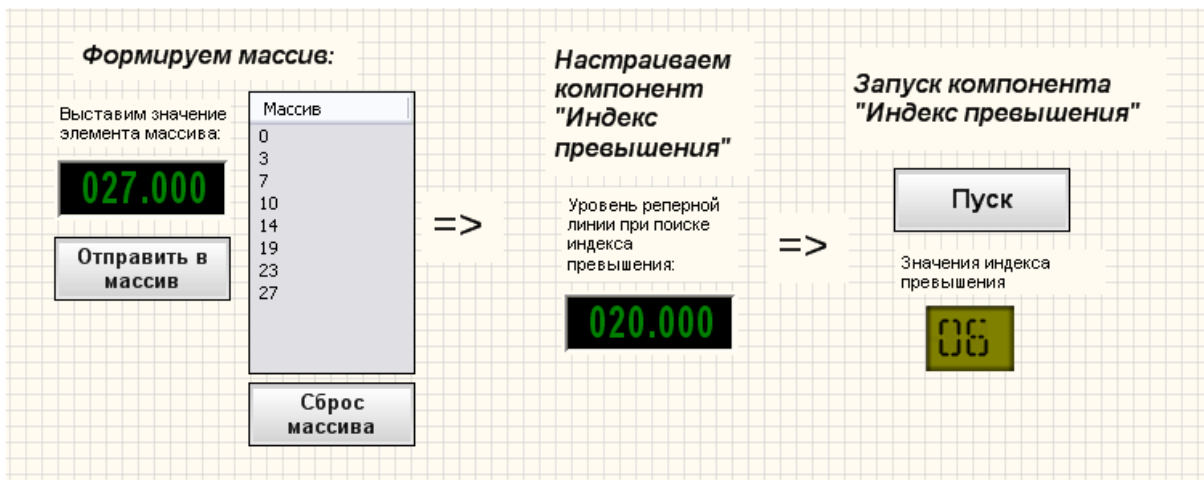 Формируем массив:
Выставим значение
элемента массива:
027.000
Отправить в
массив
Массив
0
3
7
10
14
19
23
27
Сброс
массива
=>
Настраиваем
компонент
"Индекс
превышения"
Уровень реперной
линии при поиске
индекса
превышения:
020.000
=>
Запуск компонента
"Индекс превышения"
Пуск
Значения индекса
превышения
06